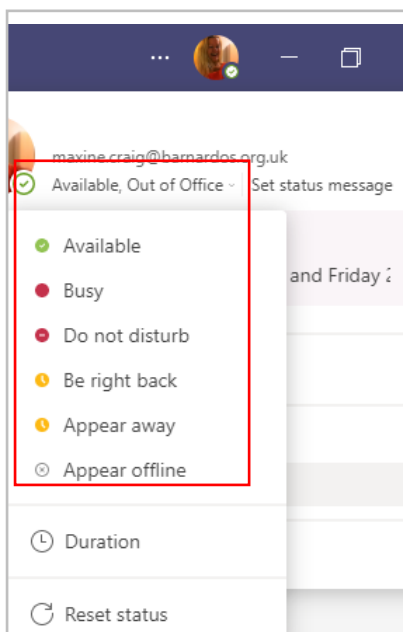 ...
maxine.craig@barnardos.org.uk
Available, Out of Office Set status message
Available
and Friday
Busy
Do not disturb
Be right back
Appear away
Appear offline
Duration
Reset status